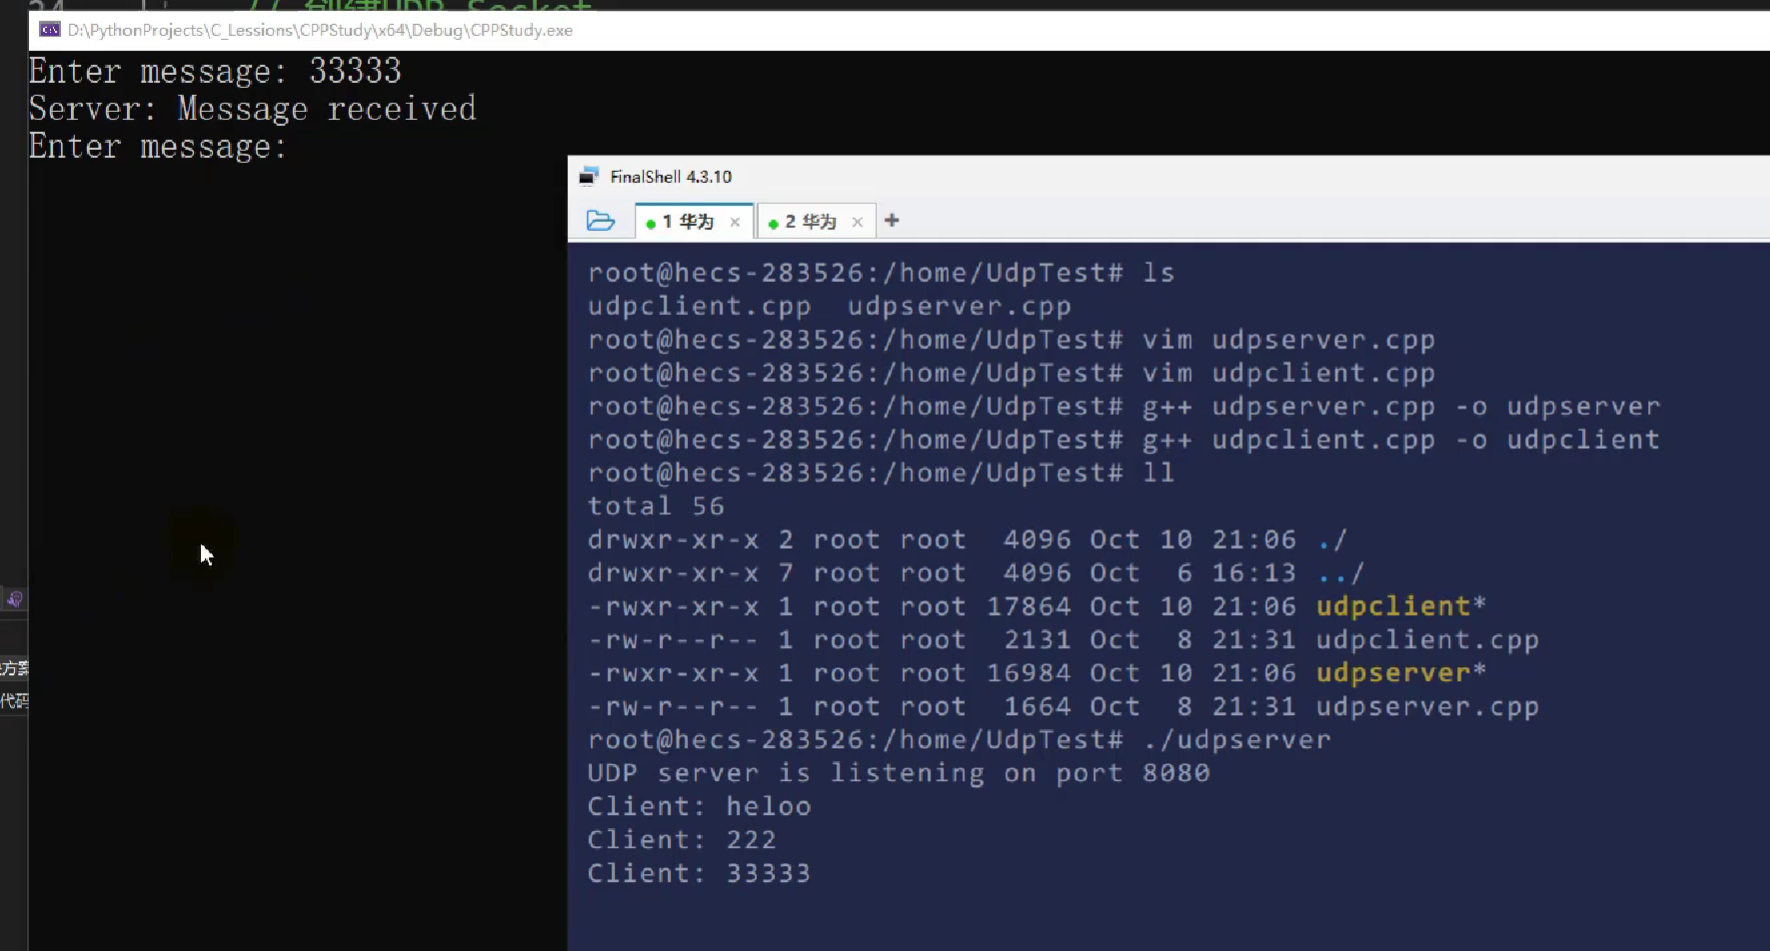 // 创建UDP Socket
D:\PythonProjects\C_Lessions\CPPStudy\x64\Debug\CPPStudy.exe
Enter message: 33333
Server: Message received
Enter message:
FinalShell 4.3.10
1 华为 × 2 华为 × +
root@hecs-283526:/home/UdpTest# ls
udpclient.cpp  udpserver.cpp
root@hecs-283526:/home/UdpTest# vim udpserver.cpp
root@hecs-283526:/home/UdpTest# vim udpclient.cpp
root@hecs-283526:/home/UdpTest# g++ udpserver.cpp -o udpserver
root@hecs-283526:/home/UdpTest# g++ udpclient.cpp -o udpclient
root@hecs-283526:/home/UdpTest# ll
total 56
drwxr-xr-x 2 root root  4096 Oct 10 21:06 ./
drwxr-xr-x 7 root root  4096 Oct  6 16:13 ../
-rwxr-xr-x 1 root root 17864 Oct 10 21:06 udpclient*
-rw-r--r-- 1 root root  2131 Oct  8 21:31 udpclient.cpp
-rwxr-xr-x 1 root root 16984 Oct 10 21:06 udpserver*
-rw-r--r-- 1 root root  1664 Oct  8 21:31 udpserver.cpp
root@hecs-283526:/home/UdpTest# ./udpserver
UDP server is listening on port 8080
Client: heloo
Client: 222
Client: 33333
方案
代码